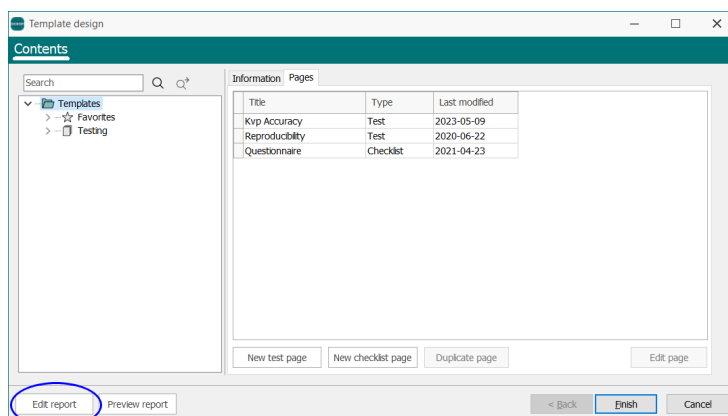 Template design
Contents
Search
Templates
Favorites
Testing
Information Pages
Title Type Last modified
Kvp Accuracy Test 2023-05-09
Reproducibility Test 2020-06-22
Questionnaire Checklist 2021-04-23
New test page New checklist page Duplicate page Edit page
Edit report Preview report < Back Finish Cancel